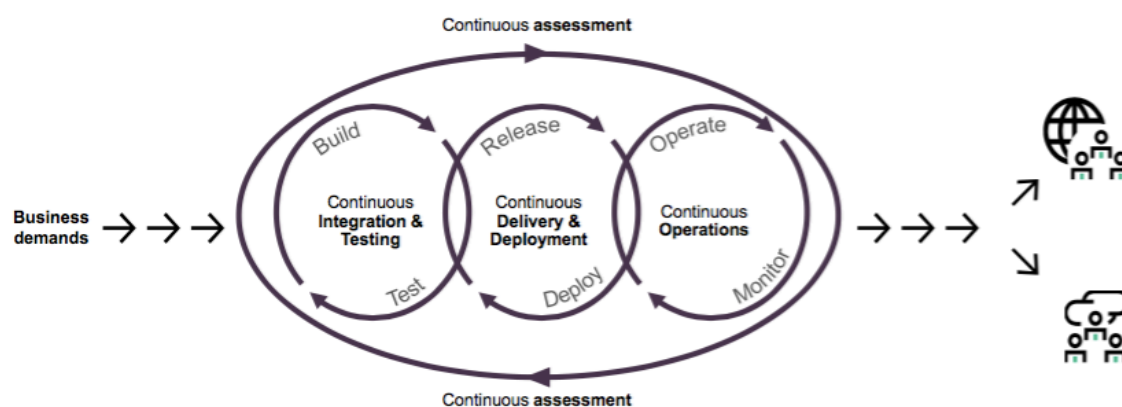 Continuous assessment
Build
Release
Operate
Business
demands
Continuous
Integration &
Testing
Continuous
Delivery &
Deployment
Continuous
Operations
Test
Deploy
Monitor
Continuous assessment